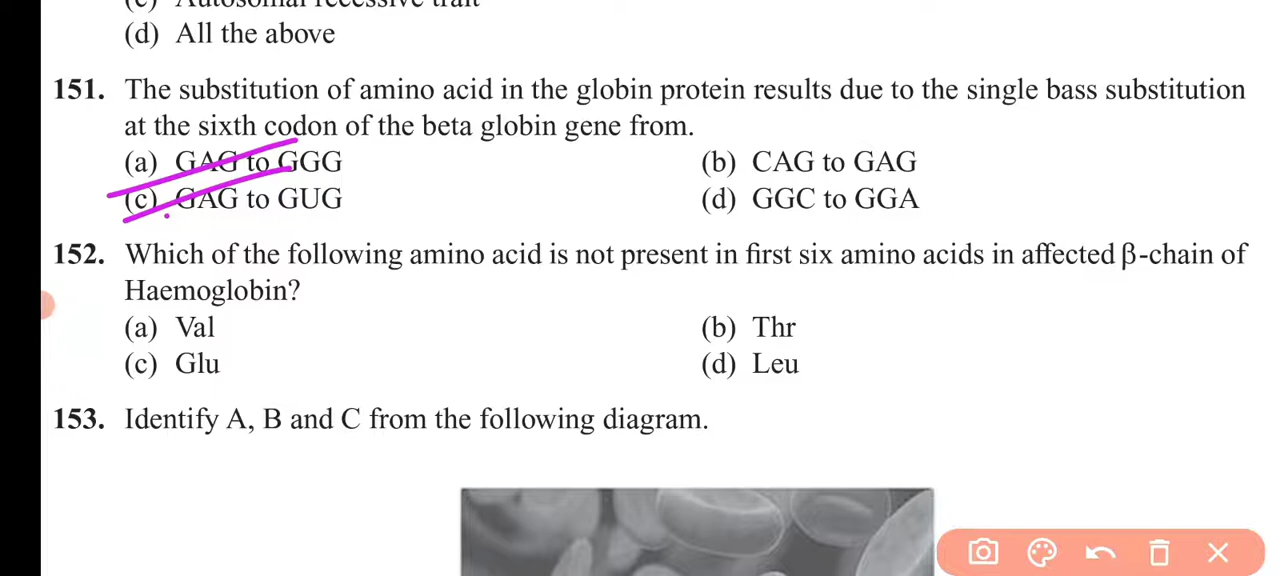 (c) Autosomal recessive trait
(d) All the above
151. The substitution of amino acid in the globin protein results due to the single bass substitution
at the sixth codon of the beta globin gene from.
(a) GAG to GGG (b) CAG to GAG
(c) GAG to GUG (d) GGC to GGA
152. Which of the following amino acid is not present in first six amino acids in affected β-chain of
Haemoglobin?
(a) Val (b) Thr
(c) Glu (d) Leu
153. Identify A, B and C from the following diagram.